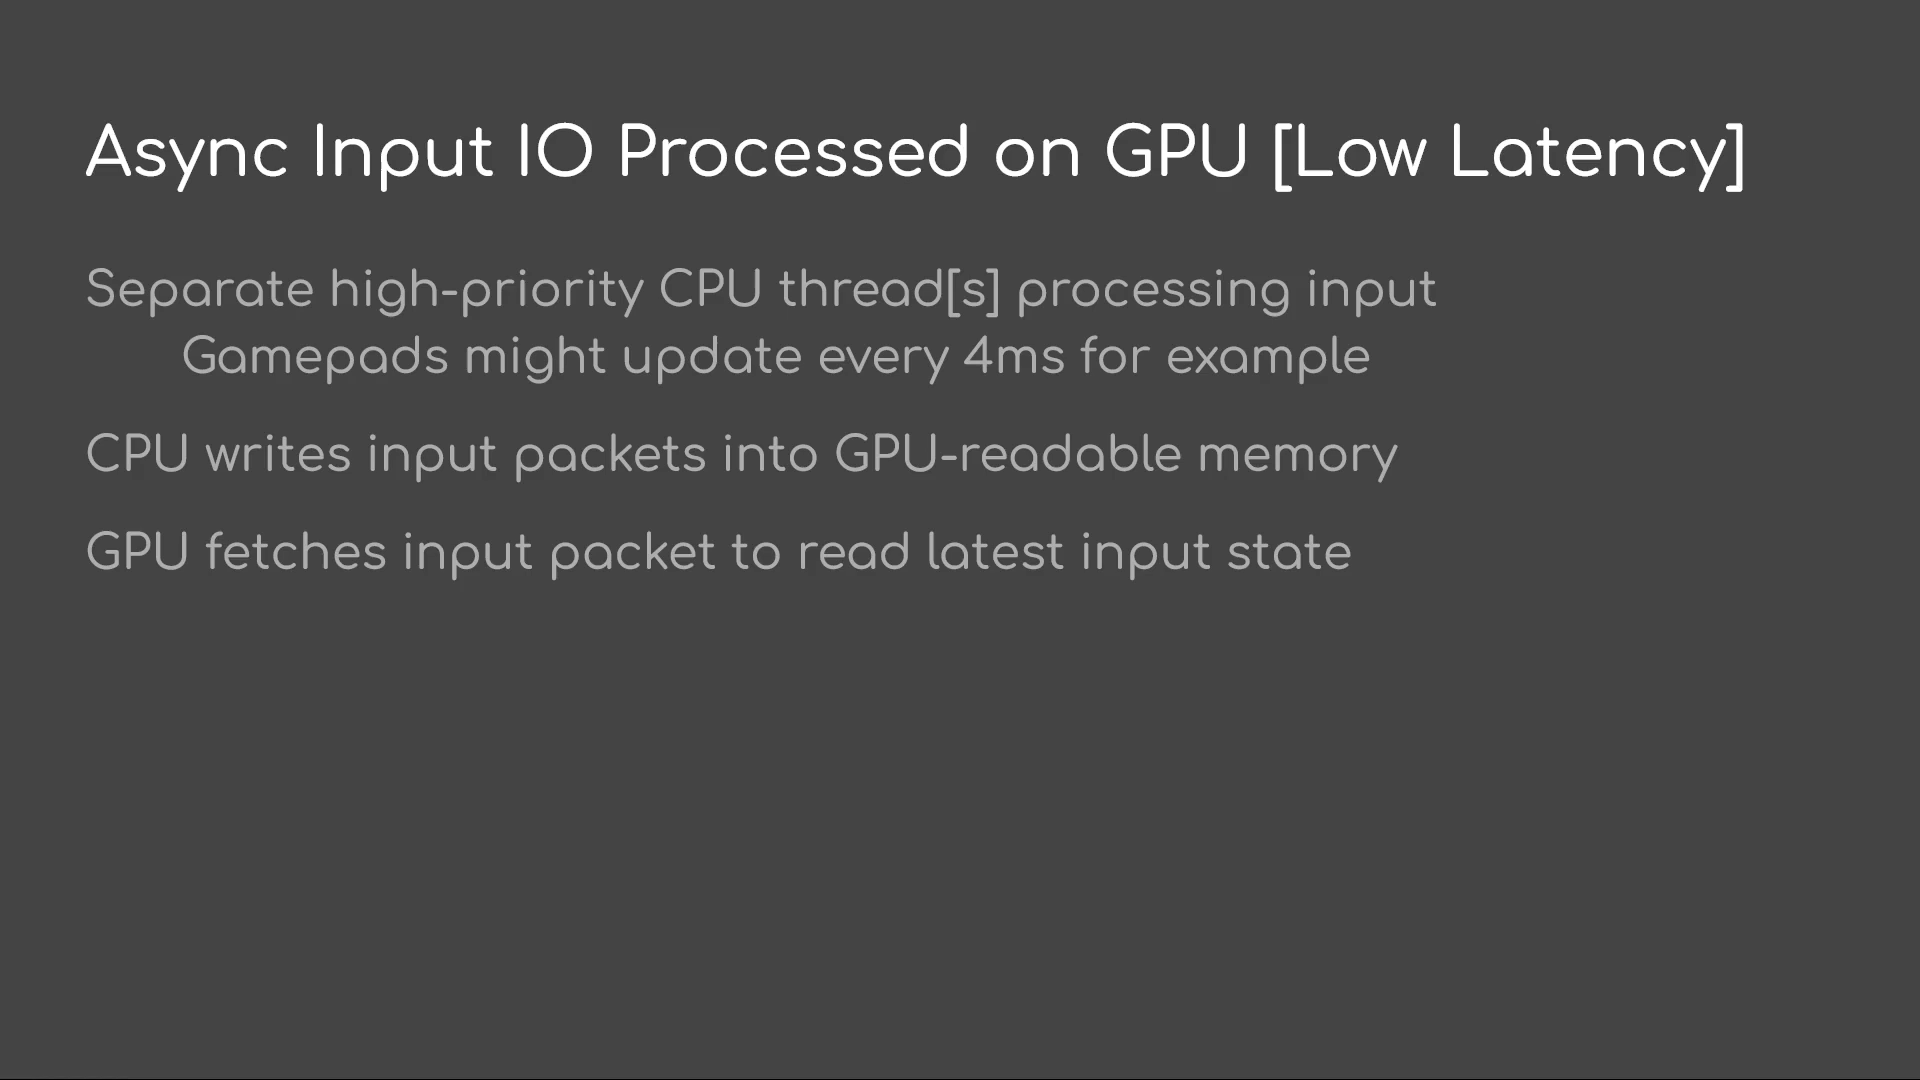 Async Input IO Processed on GPU [Low Latency]
Separate high-priority CPU thread[s] processing input
Gamepads might update every 4ms for example
CPU writes input packets into GPU-readable memory
GPU fetches input packet to read latest input state